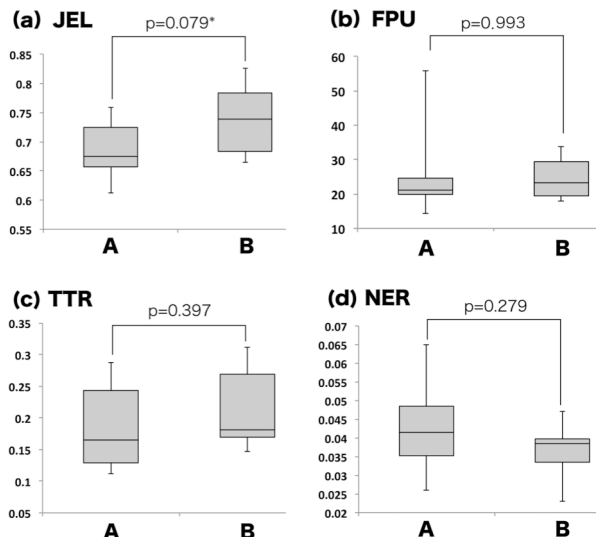 (a) JEL
p=0.079*
0.85
0.8
0.75
0.7
0.65
0.6
0.55
A B
(b) FPU
p=0.993
60
50
40
30
20
10
A B
(c) TTR
p=0.397
0.35
0.3
0.25
0.2
0.15
0.1
0.05
A B
(d) NER
p=0.279
0.07
0.065
0.06
0.055
0.05
0.045
0.04
0.035
0.03
0.025
0.02
A B